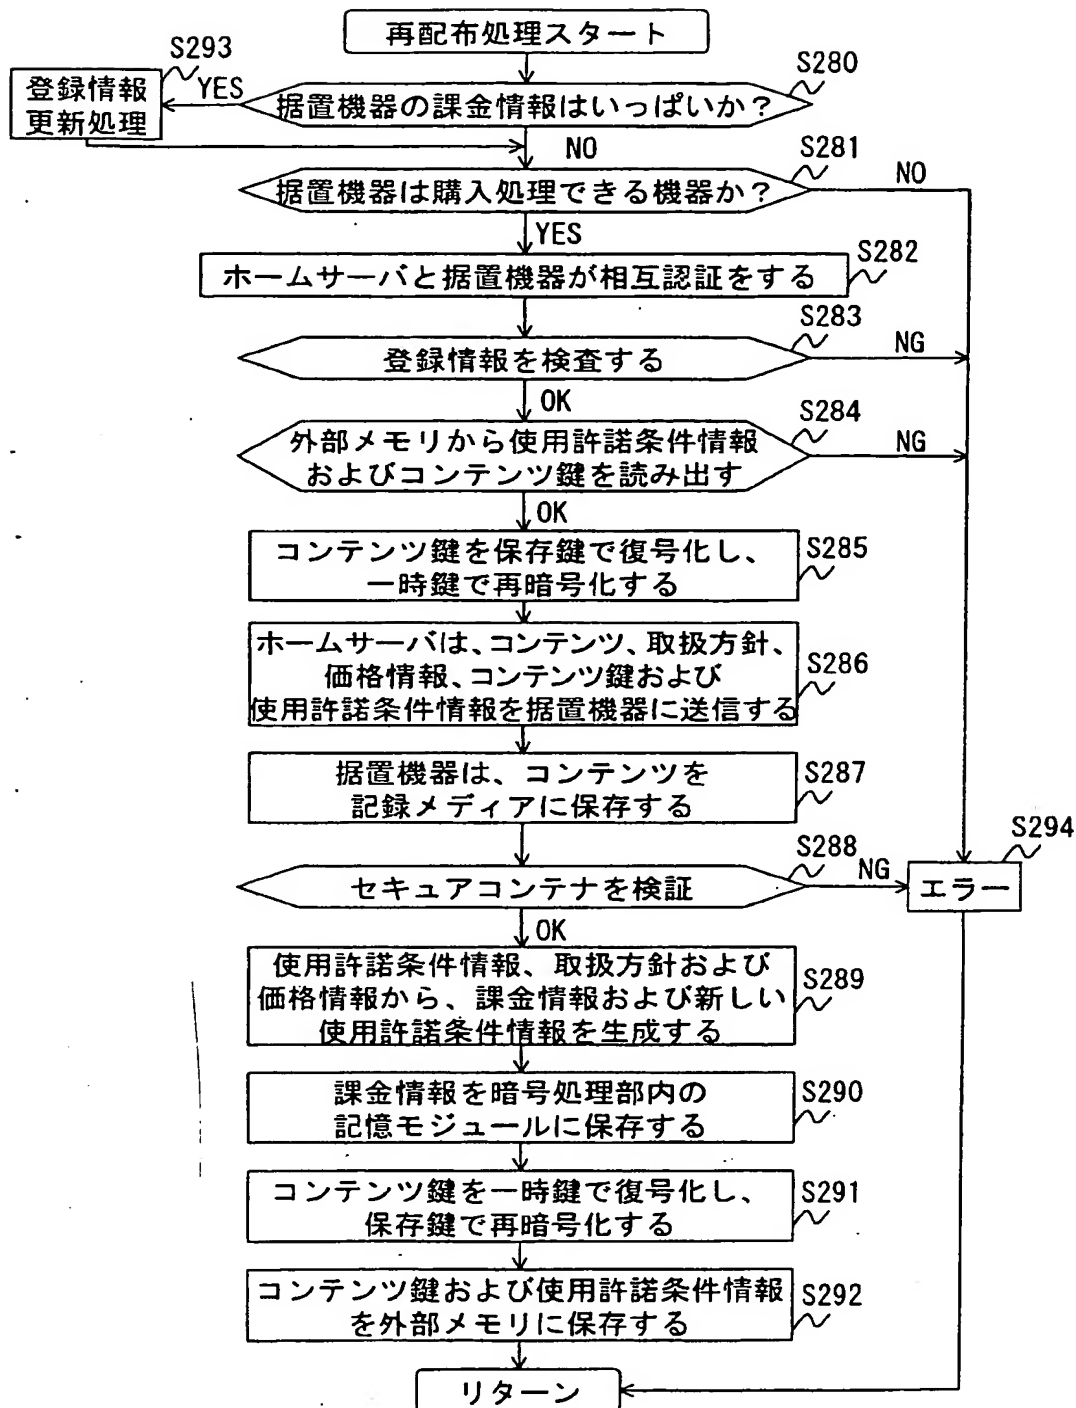 再配布処理スタート
S293
登録情報
更新処理
YES
S280
据置機器の課金情報はいっぱいか?
NO
S281
据置機器は購入処理できる機器か?
NO
YES
S282
ホームサーバと据置機器が相互認証をする
S283
登録情報を検査する
NG
OK
S284
外部メモリから使用許諾条件情報
およびコンテンツ鍵を読み出す
NG
OK
S285
コンテンツ鍵を保存鍵で復号化し、
一時鍵で再暗号化する
S286
ホームサーバは、コンテンツ、取扱方針、
価格情報、コンテンツ鍵および
使用許諾条件情報を据置機器に送信する
S287
据置機器は、コンテンツを
記録メディアに保存する
S288
セキュアコンテナを検証
NG
S294
エラー
OK
S289
使用許諾条件情報、取扱方針および
価格情報から、課金情報および新しい
使用許諾条件情報を生成する
S290
課金情報を暗号処理部内の
記憶モジュールに保存する
S291
コンテンツ鍵を一時鍵で復号化し、
保存鍵で再暗号化する
S292
コンテンツ鍵および使用許諾条件情報
を外部メモリに保存する
リターン